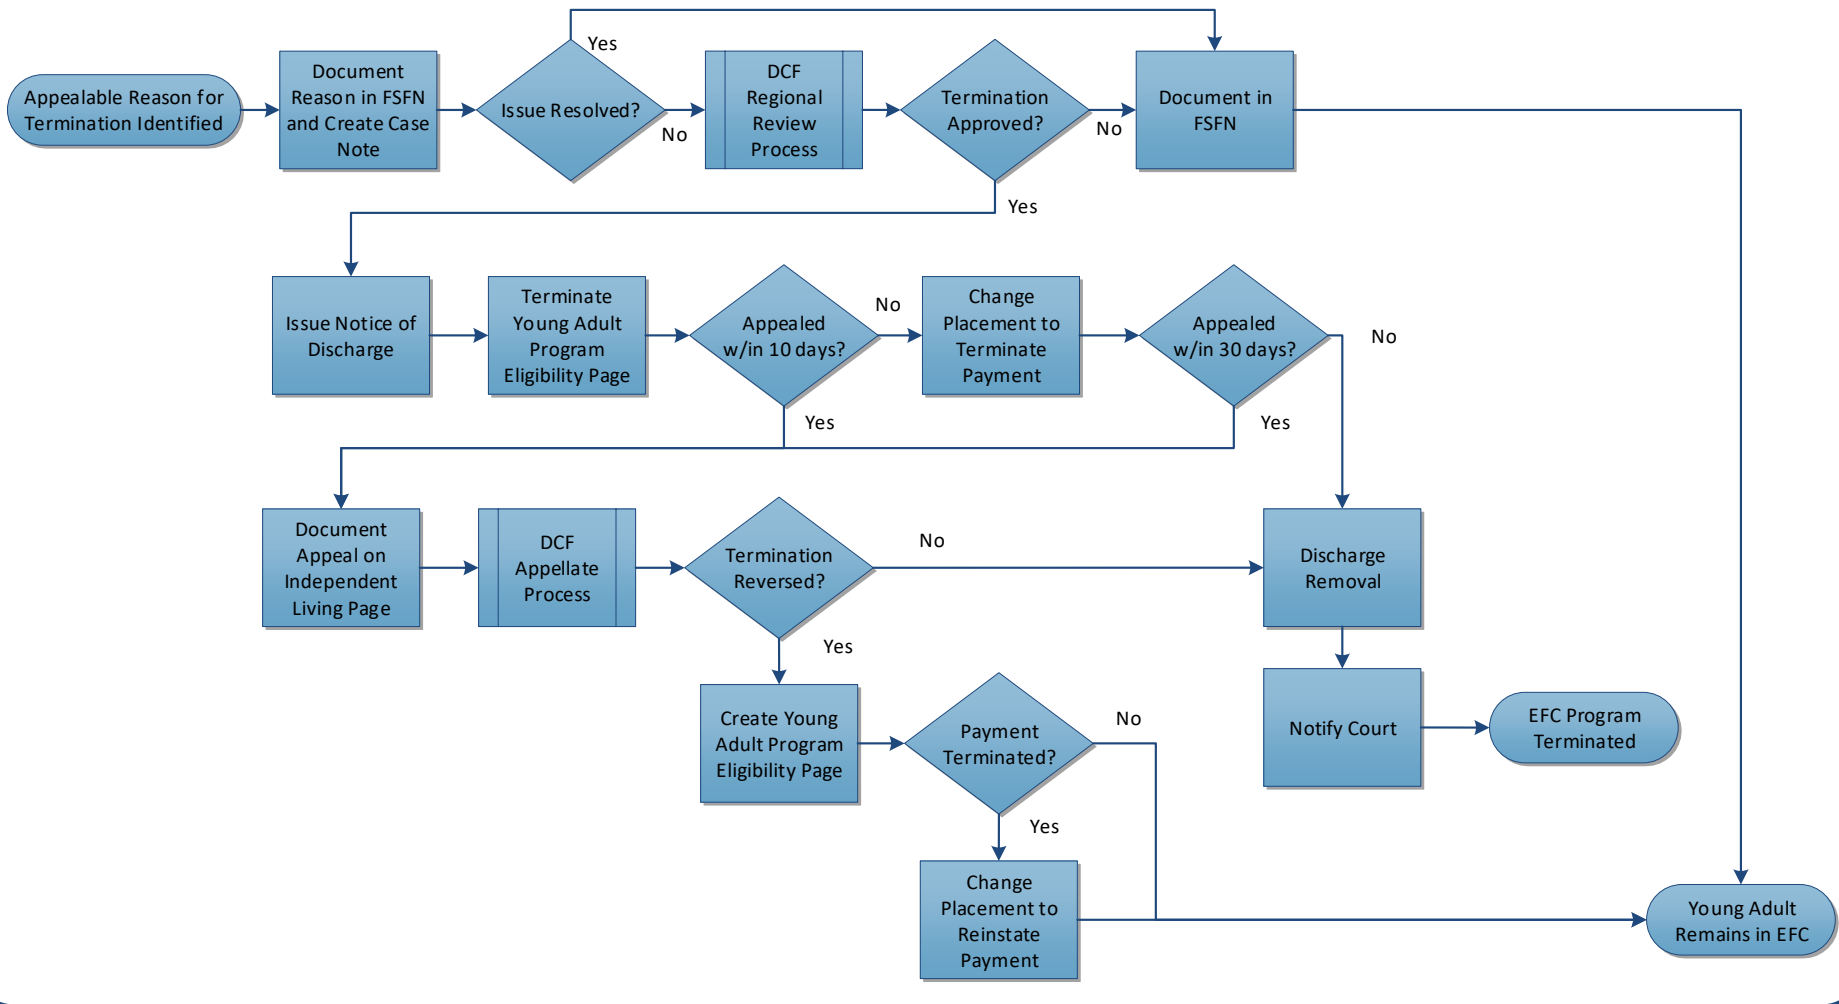 Appealable Reason for
Termination Identified
Document
Reason in FSFN
and Create Case
Note
Issue Resolved?
Yes
No
DCF
Regional
Review
Process
Termination
Approved?
No
Yes
Document in
FSFN
Issue Notice of
Discharge
Terminate
Young Adult
Program
Eligibility Page
Appealed
w/in 10 days?
No
Yes
Change
Placement to
Terminate
Payment
Appealed
w/in 30 days?
No
Yes
Document
Appeal on
Independent
Living Page
DCF
Appellate
Process
Termination
Reversed?
No
Yes
Discharge
Removal
Create Young
Adult Program
Eligibility Page
Payment
Terminated?
No
Yes
Notify Court
EFC Program
Terminated
Change
Placement to
Reinstate
Payment
Young Adult
Remains in EFC